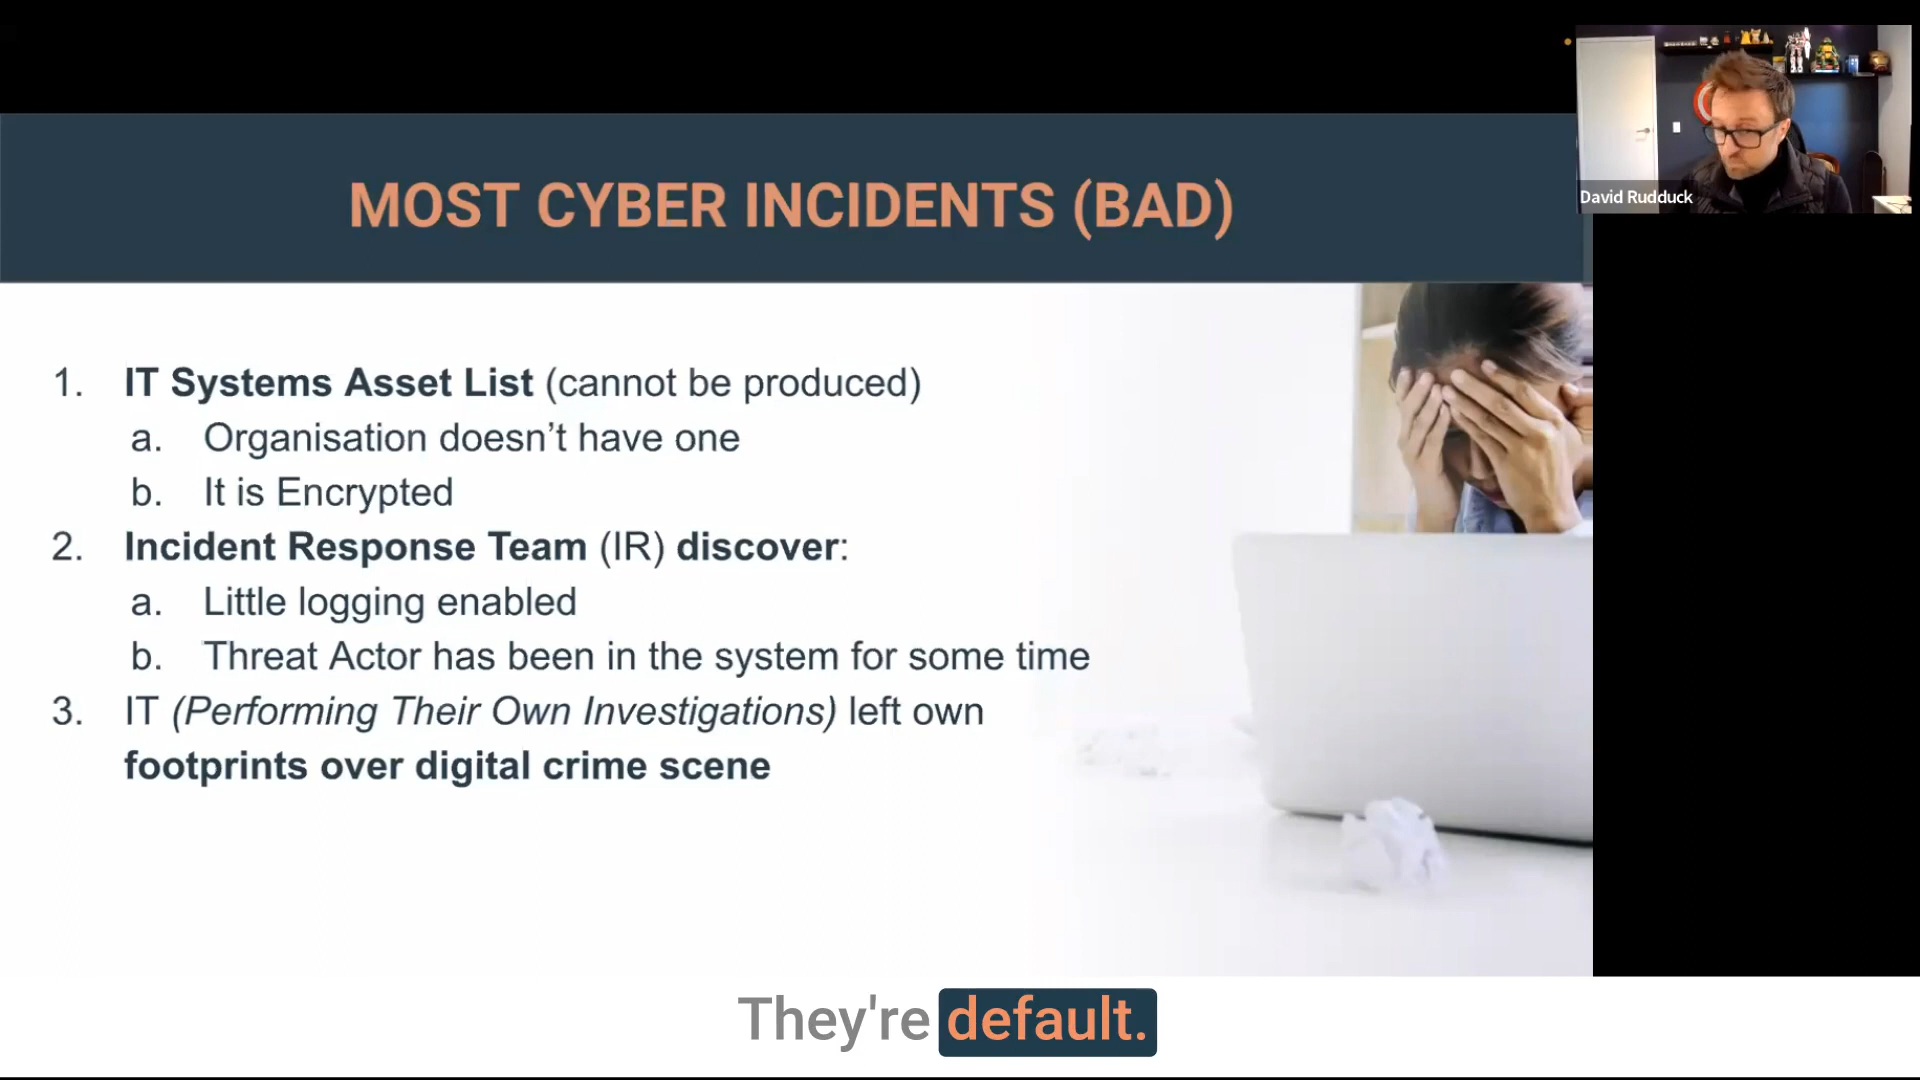 MOST CYBER INCIDENTS (BAD)
David Rudduck
1. IT Systems Asset List (cannot be produced)
a. Organisation doesn’t have one
b. It is Encrypted
2. Incident Response Team (IR) discover:
a. Little logging enabled
b. Threat Actor has been in the system for some time
3. IT (Performing Their Own Investigations) left own
footprints over digital crime scene
They're default.